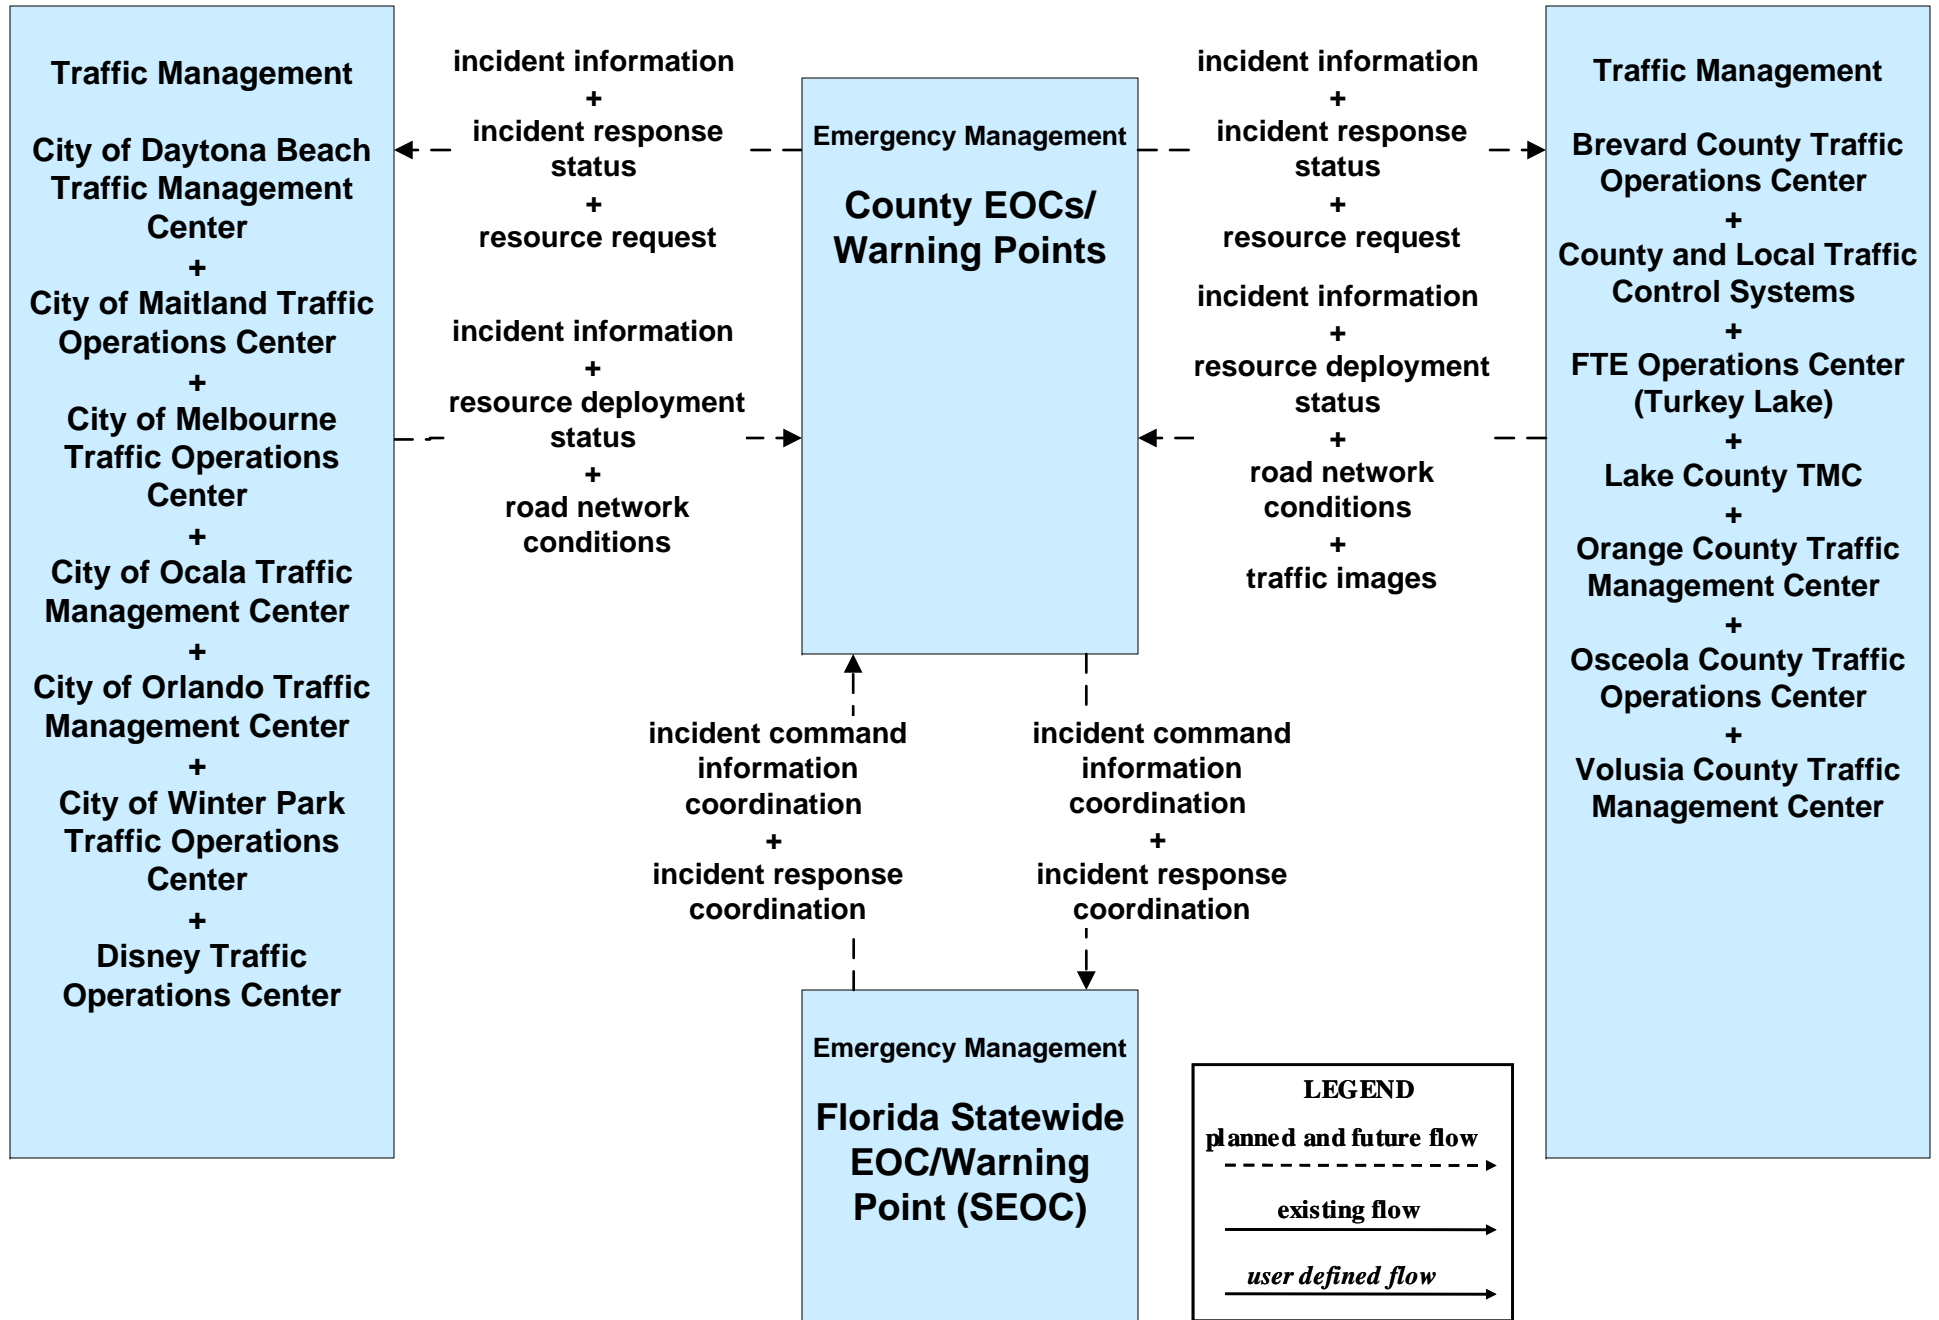 Traffic Management
City of Daytona Beach
Traffic Management
Center
+
City of Maitland Traffic
Operations Center
+
City of Melbourne
Traffic Operations
Center
+
City of Ocala Traffic
Management Center
+
City of Orlando Traffic
Management Center
+
City of Winter Park
Traffic Operations
Center
+
Disney Traffic
Operations Center
incident information
+
incident response
status
+
resource request
incident information
+
resource deployment
status
+
road network
conditions
Emergency Management
County EOCs/
Warning Points
incident information
+
incident response
status
+
resource request
incident information
+
resource deployment
status
+
road network
conditions
+
traffic images
Traffic Management
Brevard County Traffic
Operations Center
+
County and Local Traffic
Control Systems
+
FTE Operations Center
(Turkey Lake)
+
Lake County TMC
+
Orange County Traffic
Management Center
+
Osceola County Traffic
Operations Center
+
Volusia County Traffic
Management Center
incident command
information
coordination
+
incident response
coordination
incident command
information
coordination
+
incident response
coordination
Emergency Management
Florida Statewide
EOC/Warning
Point (SEOC)
LEGEND
planned and future flow
existing flow
user defined flow